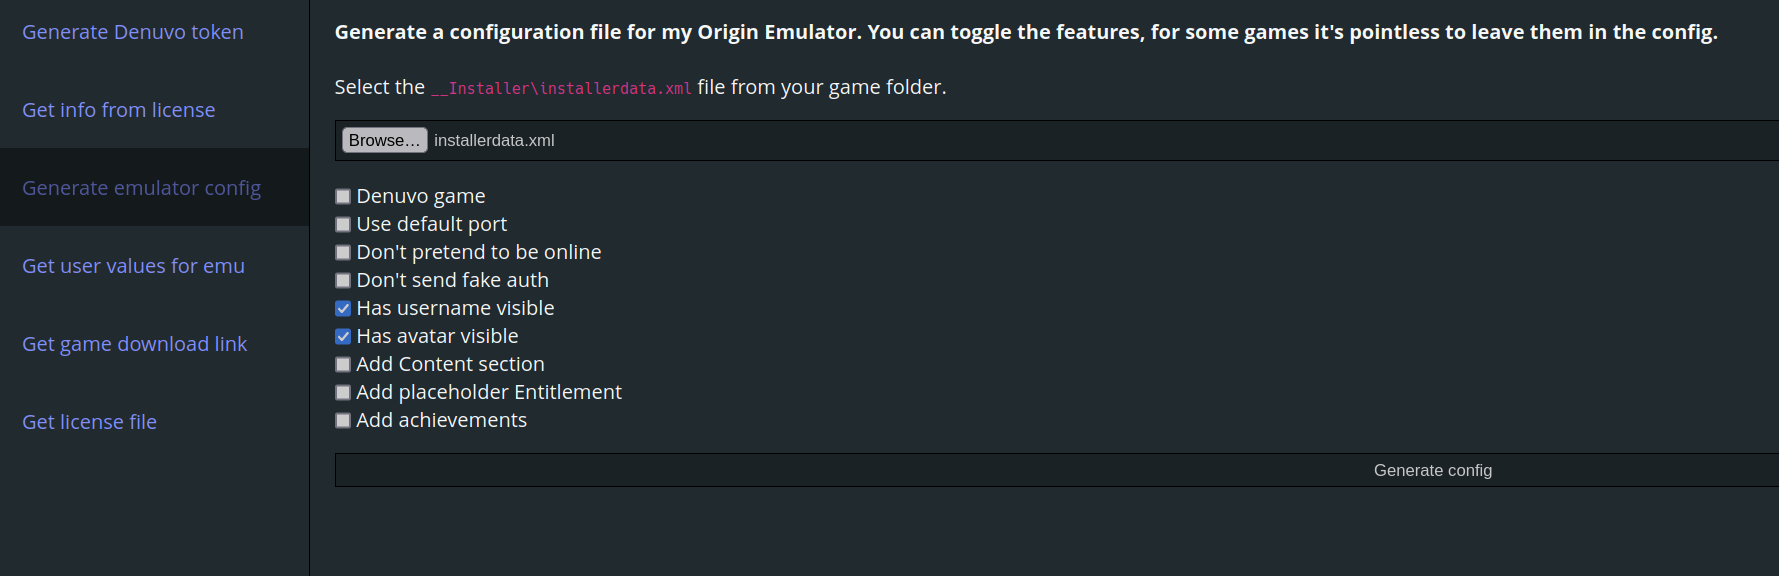 Generate Denuvo token
Get info from license
Generate emulator config
Get user values for emu
Get game download link
Get license file
Generate a configuration file for my Origin Emulator. You can toggle the features, for some games it's pointless to leave them in the config.
Select the __Installer\installerdata.xml file from your game folder.
Browse… installerdata.xml
Denuvo game
Use default port
Don't pretend to be online
Don't send fake auth
Has username visible
Has avatar visible
Add Content section
Add placeholder Entitlement
Add achievements
Generate config